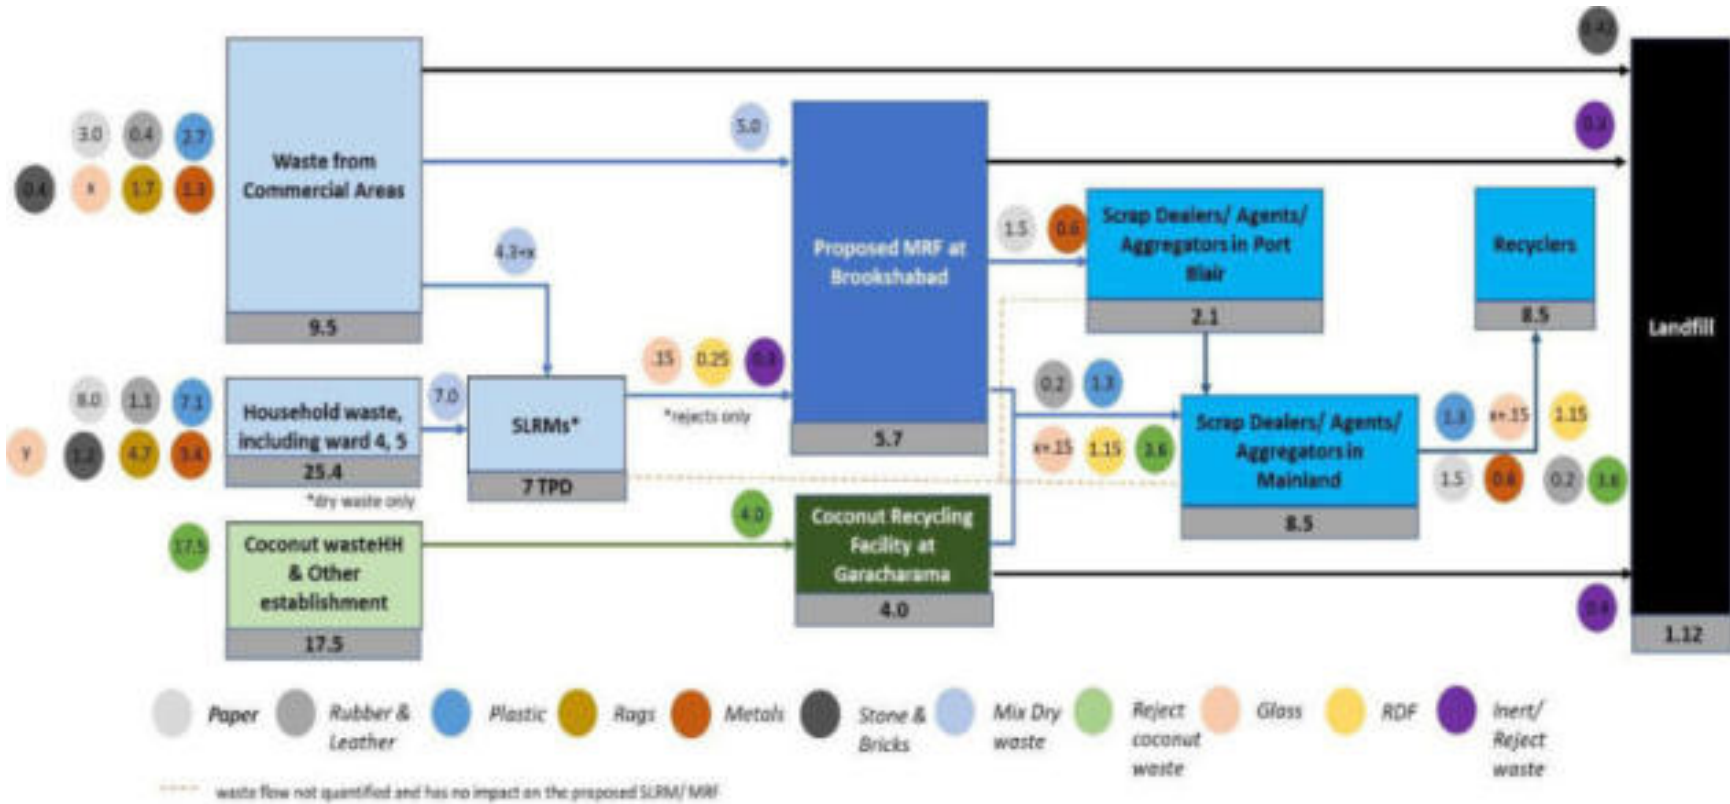 3.0 0.4 2.7
0.4 x 1.7 1.3
Waste from
Commercial Areas
9.5
5.0
4.3+x
8.0 1.1 7.1
y 4.7 3.4
Household waste,
including ward 4, 5
25.4
*dry waste only
7.0
SLRMs*
7 TPD
.15 0.25 0.3
*rejects only
17.5
Coconut wasteHH
& Other
establishment
17.5
4.0
Proposed MRF at
Brookshabad
5.7
Coconut Recycling
Facility at
Garacharama
4.0
1.5 0.6
Scrap Dealers/ Agents/
Aggregators in Port
Blair
2.1
0.2 1.3
x+.15 1.15 3.6
Scrap Dealers/ Agents/
Aggregators in
Mainland
8.5
1.3 x+.15 1.15
1.5 0.6 0.2 3.6
Recyclers
8.5
0.3
Landfill
1.12
Paper
Rubber &
Leather
Plastic
Rags
Metals
Stone &
Bricks
Mix Dry
waste
Reject
coconut
waste
Glass
RDF
Inert/
Reject
waste
waste flow not quantified and has no impact on the proposed SLRM/ MRF